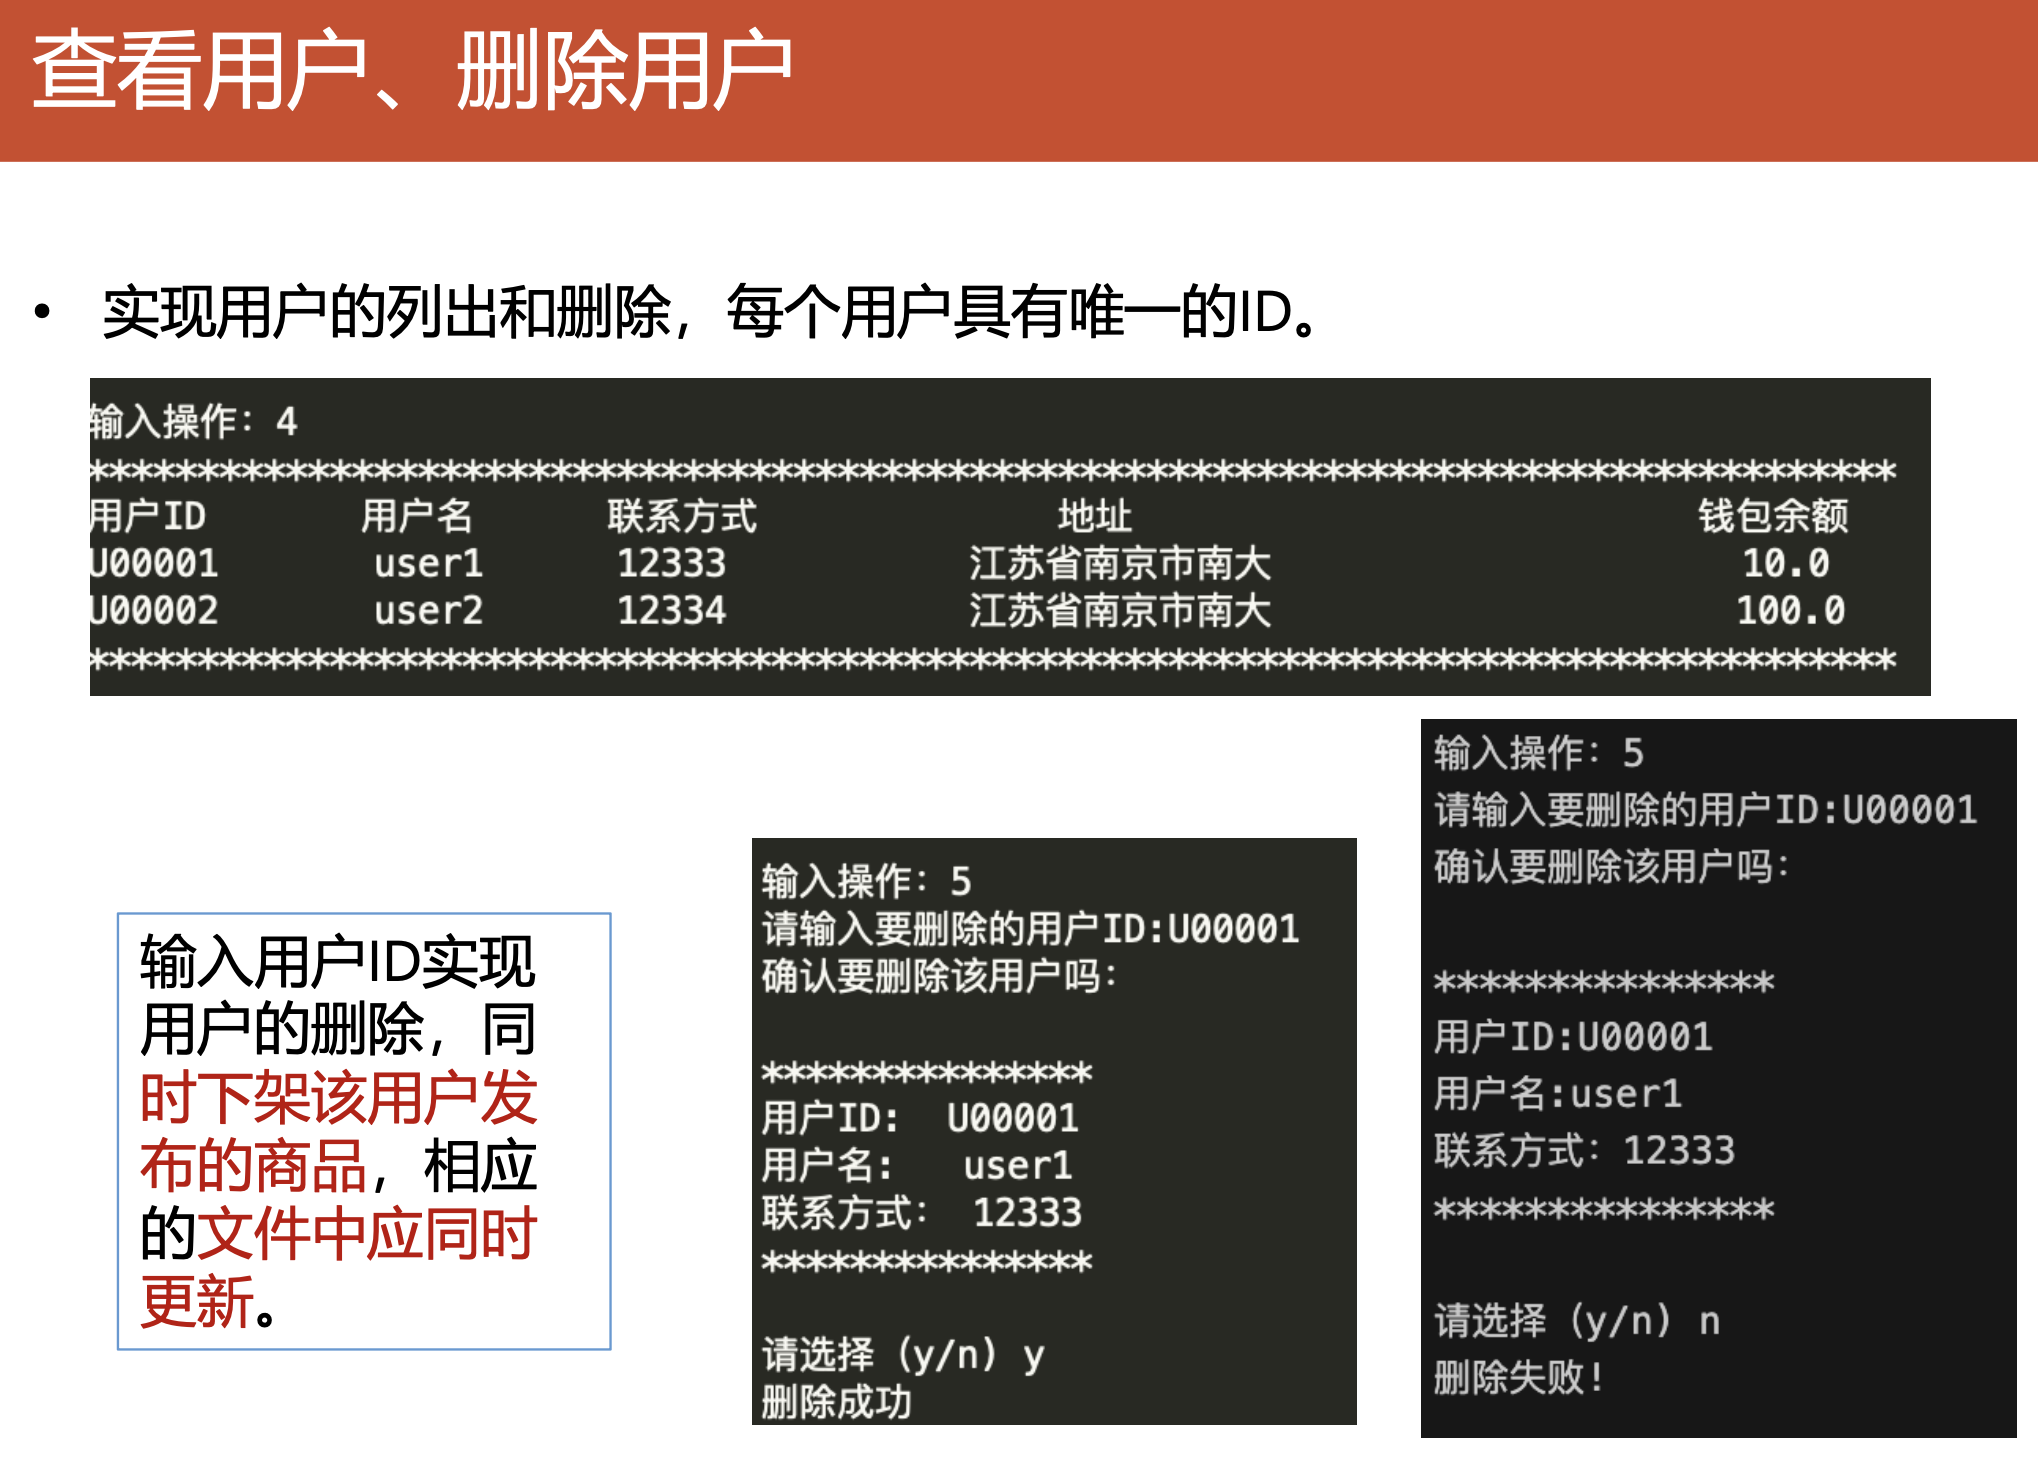 查看用户、删除用户
• 实现用户的列出和删除，每个用户具有唯一的ID。
输入操作：4
**********************************************************************************
用户ID 用户名 联系方式 地址 钱包余额
U00001 user1 12333 江苏省南京市南大 10.0
U00002 user2 12334 江苏省南京市南大 100.0
**********************************************************************************
输入用户ID实现
用户的删除，同
时下架该用户发
布的商品，相应
的文件中应同时
更新。
输入操作：5
请输入要删除的用户ID:U00001
确认要删除该用户吗：
***************
用户ID: U00001
用户名: user1
联系方式： 12333
***************
请选择（y/n）y
删除成功
输入操作：5
请输入要删除的用户ID:U00001
确认要删除该用户吗：
***************
用户ID:U00001
用户名:user1
联系方式：12333
***************
请选择（y/n）n
删除失败！